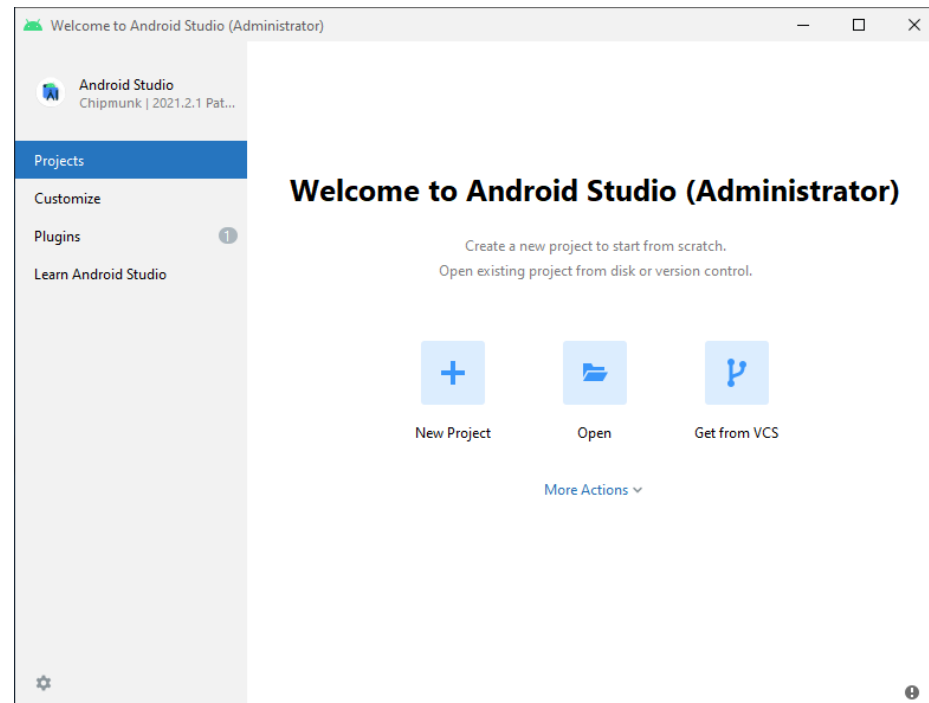 Welcome to Android Studio (Administrator)
Android Studio
Chipmunk | 2021.2.1 Pat...
Projects
Customize
Plugins 1
Learn Android Studio
Welcome to Android Studio (Administrator)
Create a new project to start from scratch.
Open existing project from disk or version control.
New Project Open Get from VCS
More Actions